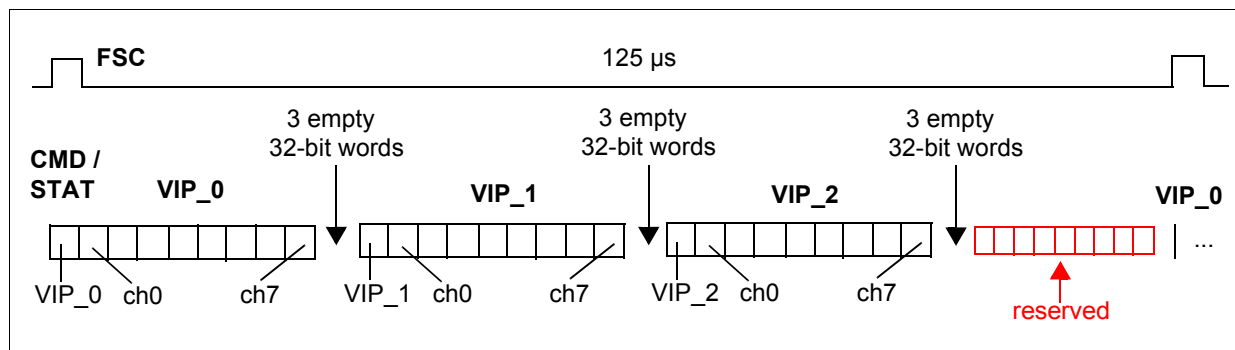 FSC
125 µs
3 empty
32-bit words
3 empty
32-bit words
3 empty
32-bit words
CMD /
STAT
VIP_0
VIP_1
VIP_2
VIP_0
...
VIP_0
ch0
ch7
VIP_1
ch0
ch7
VIP_2
ch0
ch7
reserved